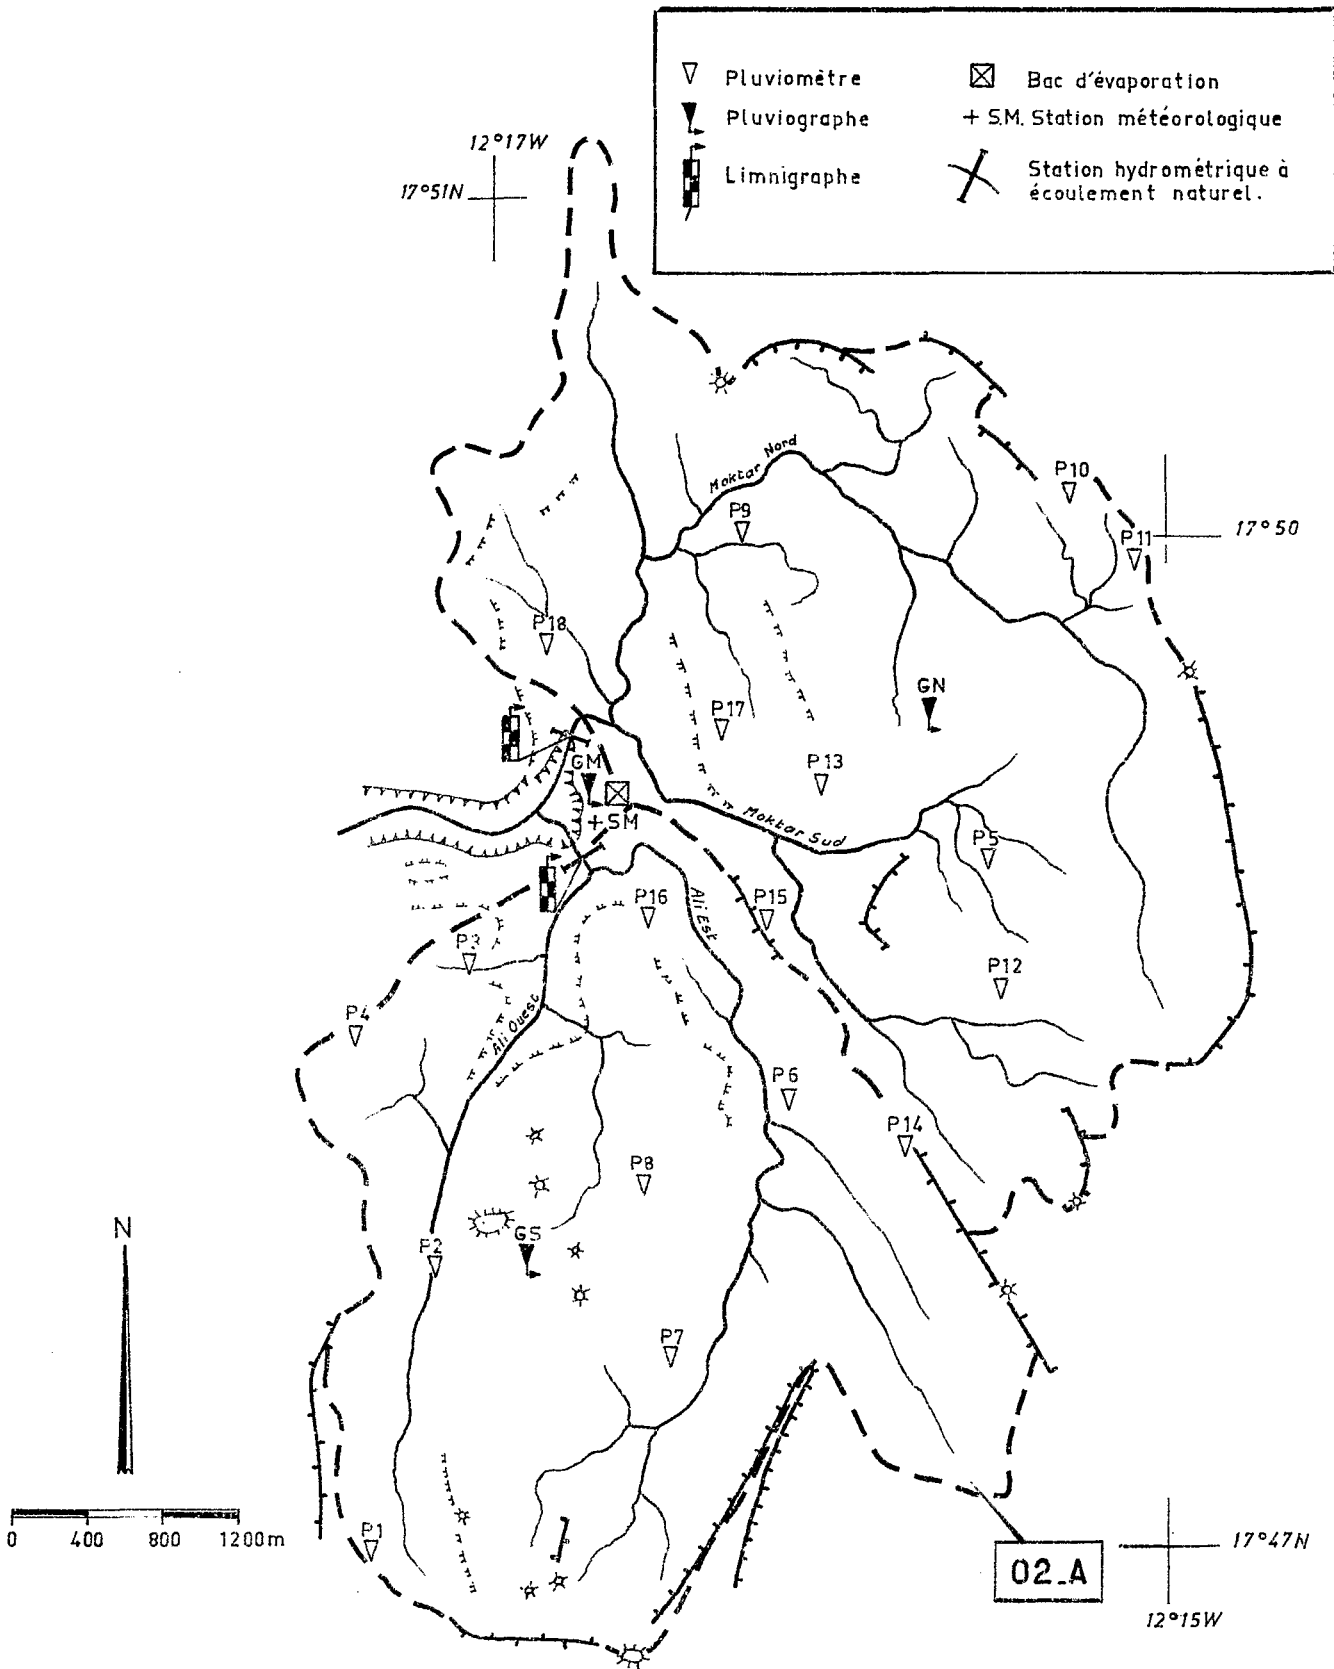 Pluviomètre
Bac d'évaporation
Pluviographe
+ S.M. Station météorologique
Limnigraphe
Station hydrométrique à
écoulement naturel.
12°17W
17°51N
Moktar Nord
P10
P9
17°50
P11
P18
GN
P17
GM
P13
+SM
Moktar Sud
P5
P16
Ali Est
P15
P3
P12
P4
Ali Ouest
P6
P14
P8
N
P2
GS
P7
0 400 800 1200m
P1
17°47N
02_A
12°15W